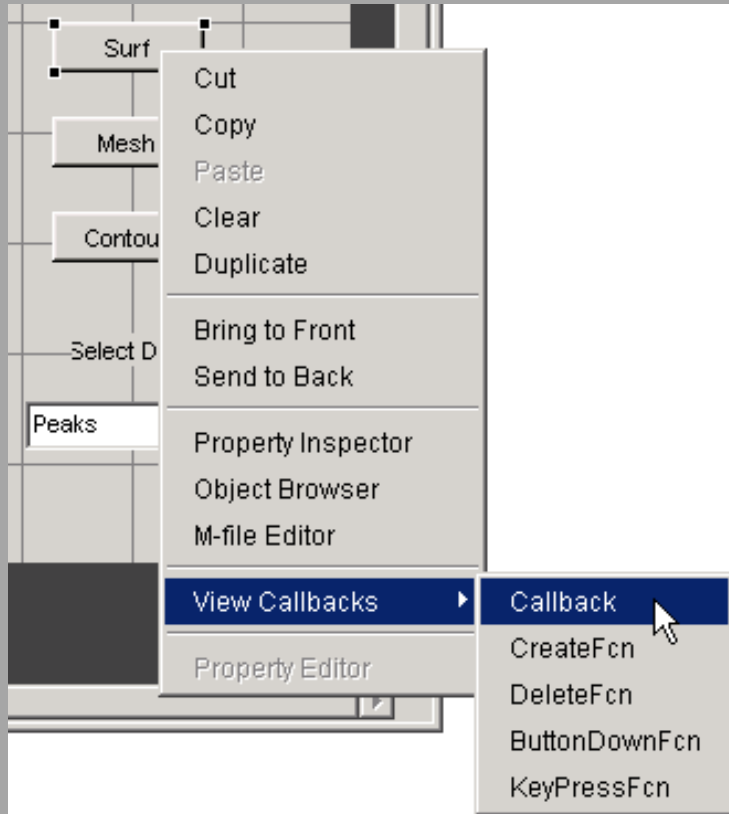 Surf
Mesh
Contou
Select D
Peaks
Cut
Copy
Paste
Clear
Duplicate
Bring to Front
Send to Back
Property Inspector
Object Browser
M-file Editor
View Callbacks
Property Editor
Callback
CreateFcn
DeleteFcn
ButtonDownFcn
KeyPressFcn